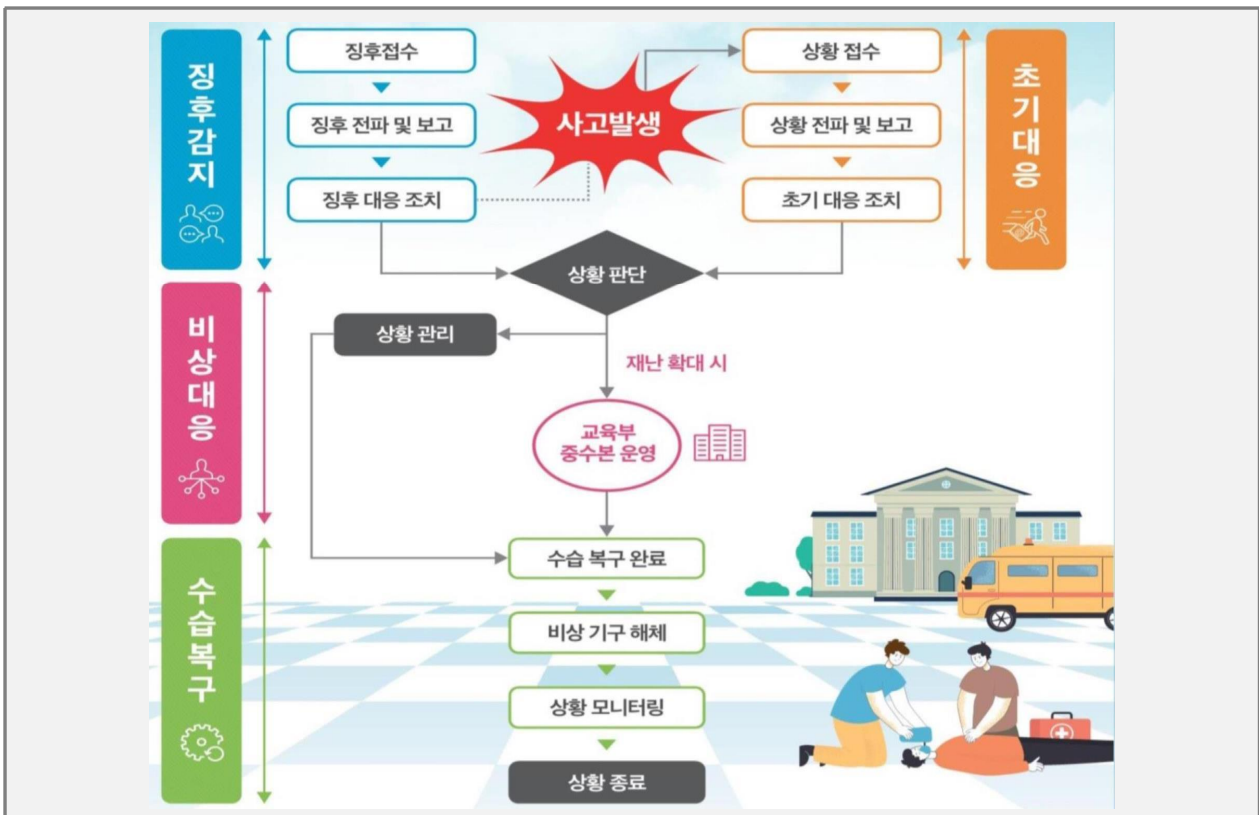 징후감지
징후접수
징후 전파 및 보고
징후 대응 조치
사고발생
상황 접수
상황 전파 및 보고
초기 대응 조치
초기대응
상황 판단
비상대응
상황 관리
재난 확대 시
교육부
중수본 운영
수습복구
수습 복구 완료
비상 기구 해체
상황 모니터링
상황 종료